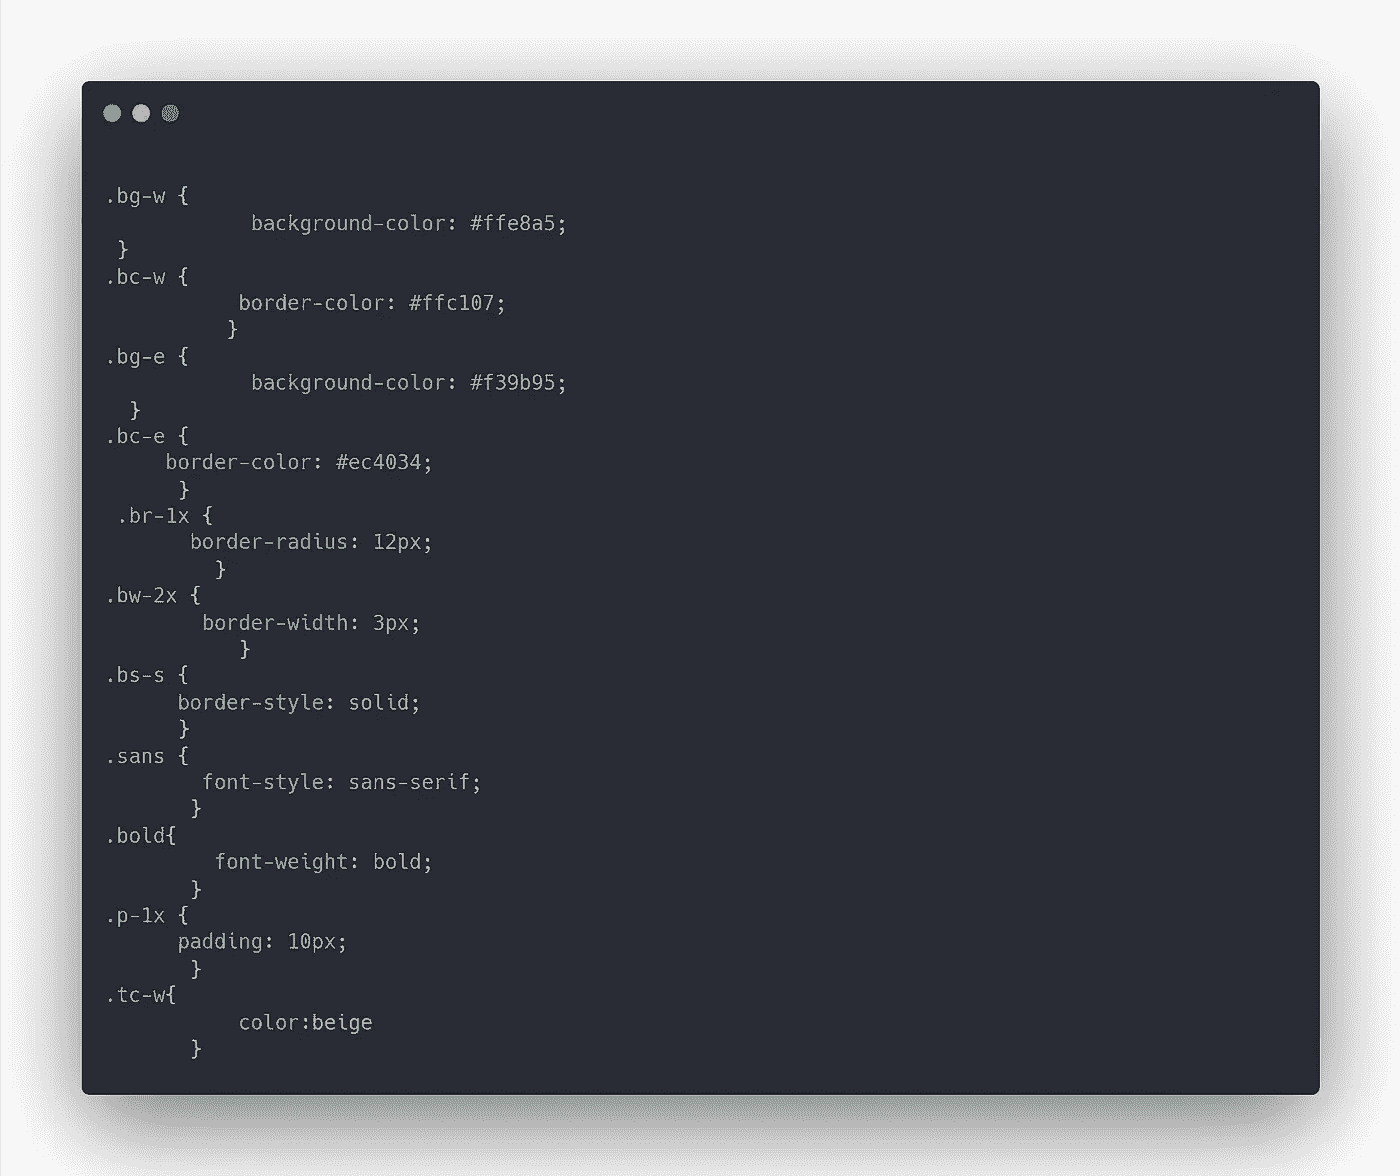 .bg-w {
            background-color: #ffe8a5;
 }
.bc-w {
           border-color: #ffc107;
          }
.bg-e {
            background-color: #f39b95;
  }
.bc-e {
     border-color: #ec4034;
      }
 .br-1x {
       border-radius: 12px;
         }
.bw-2x {
        border-width: 3px;
           }
.bs-s {
      border-style: solid;
      }
.sans {
        font-style: sans-serif;
       }
.bold{
         font-weight: bold;
       }
.p-1x {
      padding: 10px;
       }
.tc-w{
           color:beige
       }